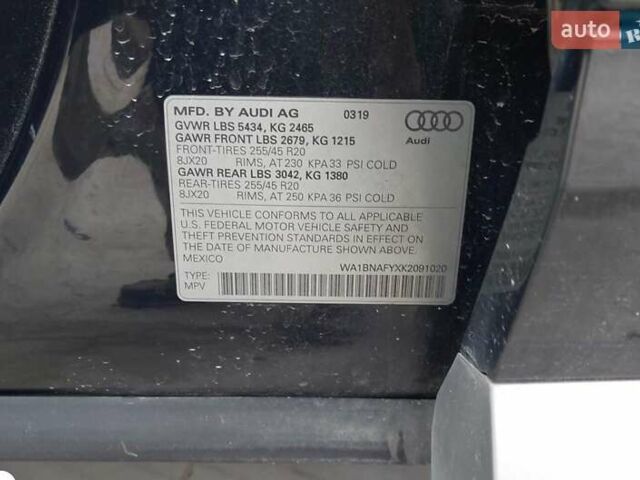 auto
R
MFD. BY AUDI AG 0319
GVWR LBS 5434, KG 2465
GAWR FRONT LBS 2679, KG 1215
FRONT-TIRES 255/45 R20
8JX20 RIMS, AT 230 KPA 33 PSI COLD
GAWR REAR LBS 3042, KG 1380
REAR-TIRES 255/45 R20
8JX20 RIMS, AT 250 KPA 36 PSI COLD
Audi
THIS VEHICLE CONFORMS TO ALL APPLICABLE
U.S. FEDERAL MOTOR VEHICLE SAFETY AND
THEFT PREVENTION STANDARDS IN EFFECT ON
THE DATE OF MANUFACTURE SHOWN ABOVE.
MEXICO WA1BNAFYXK2091020
TYPE:
MPV